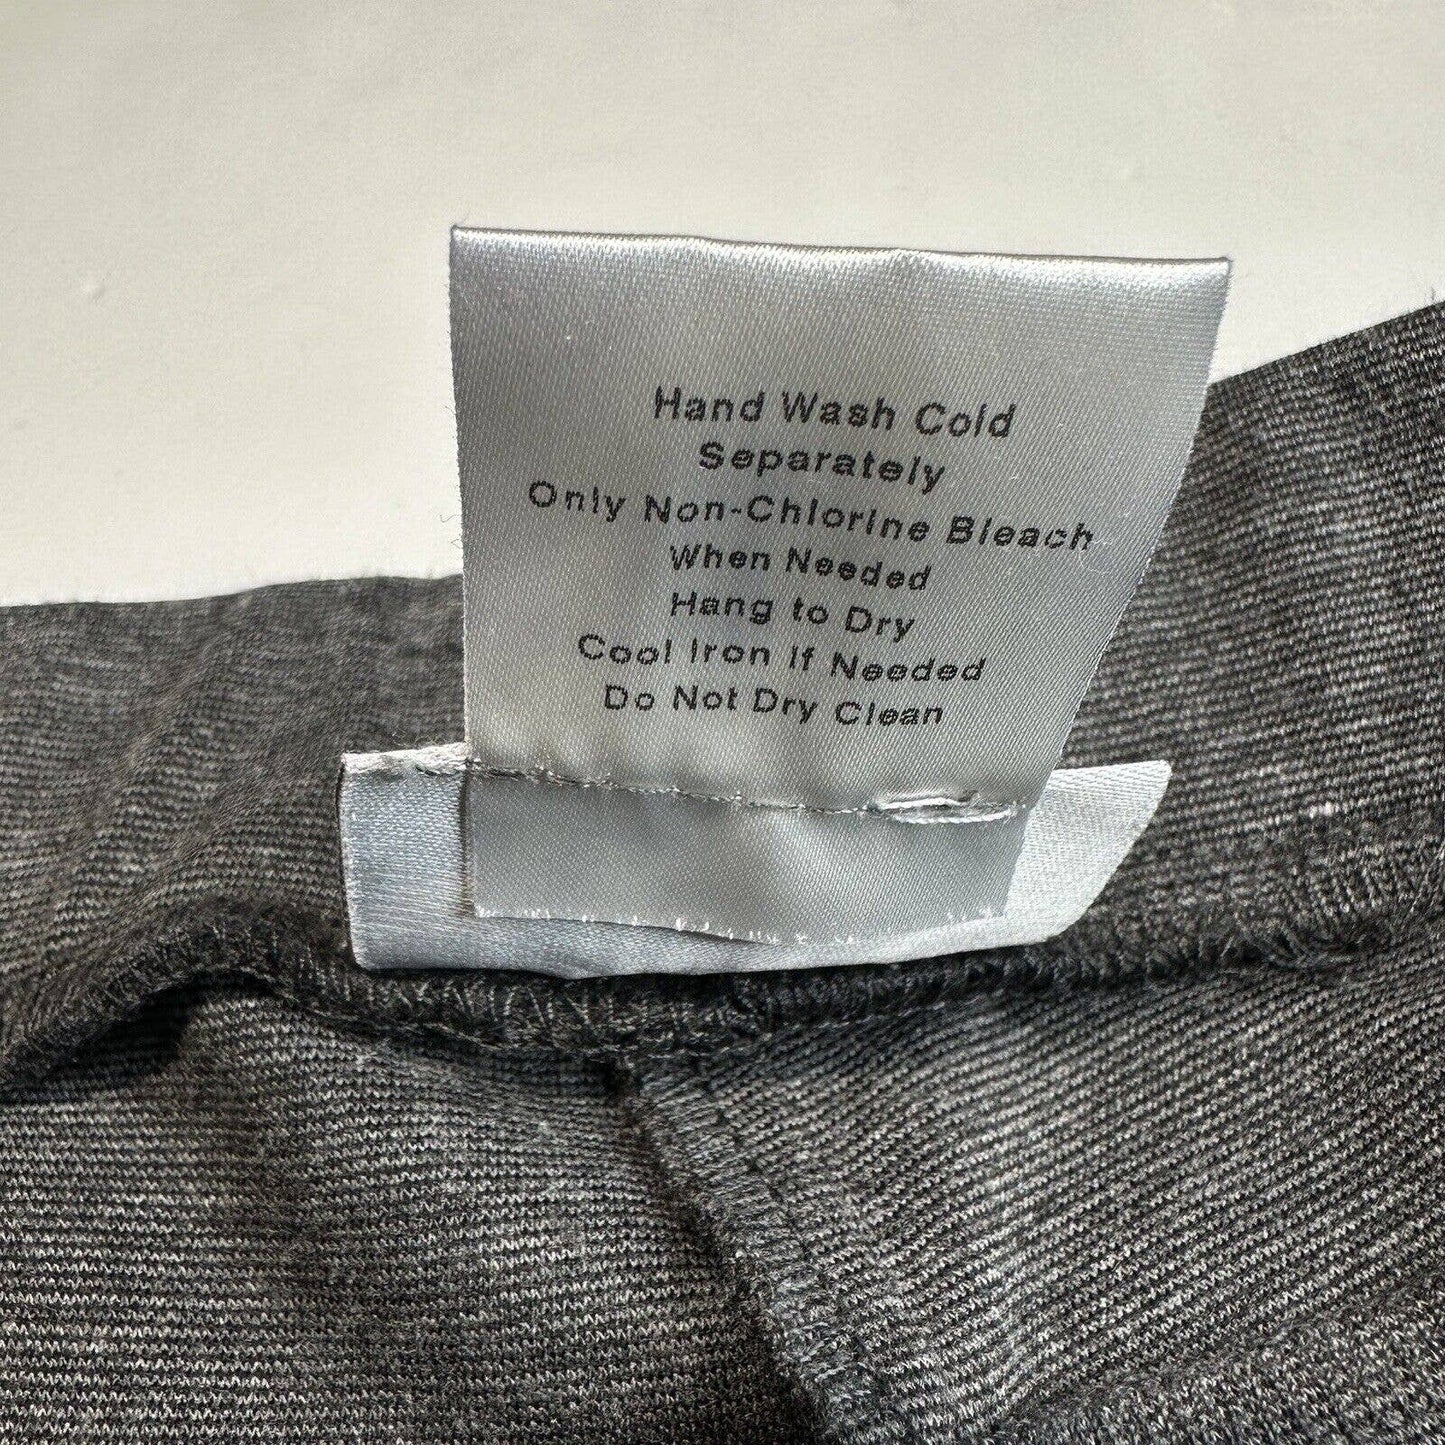 Hand Wash Cold
Separately
Only Non-Chlorine Bleach
When Needed
Hang to Dry
Cool Iron If Needed
Do Not Dry Clean